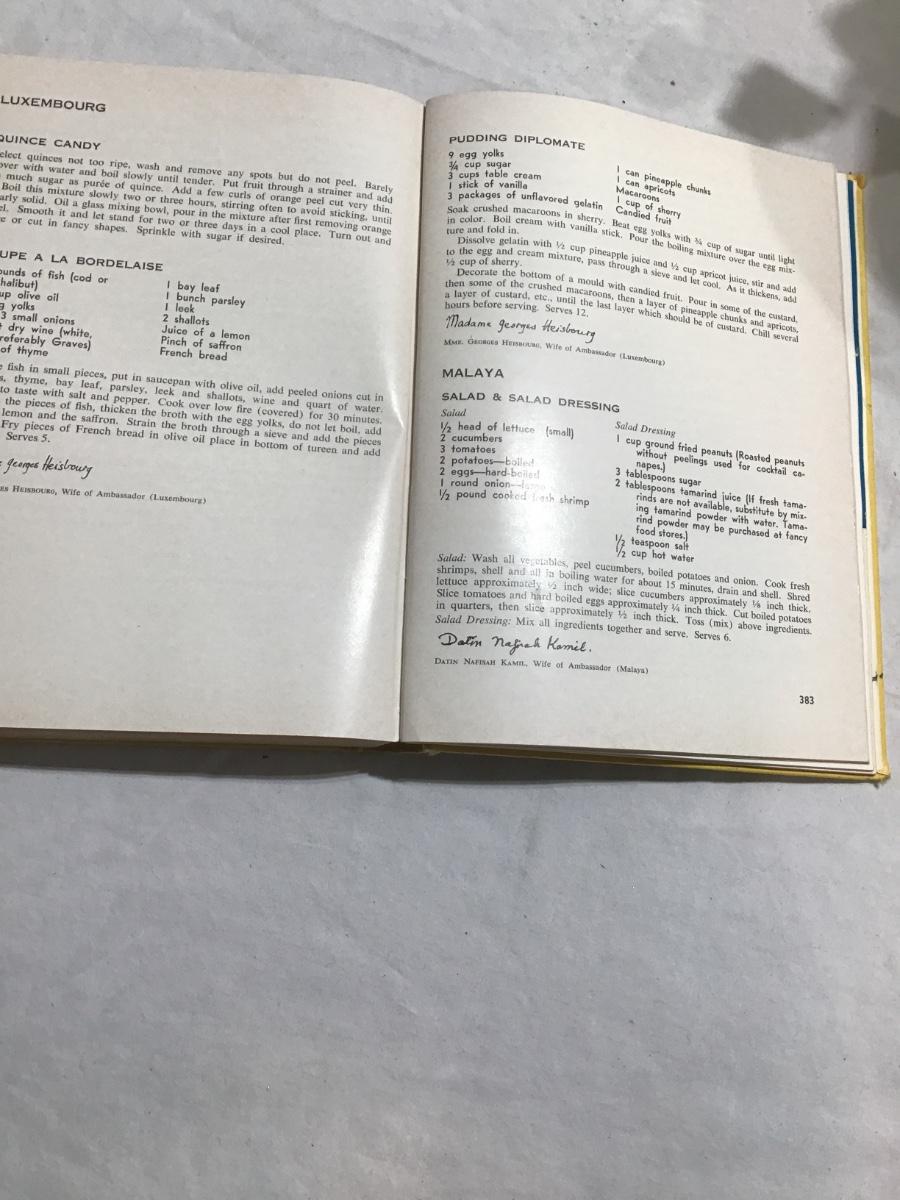 LUXEMBOURG
QUINCE CANDY
elect quinces not too ripe, wash and remove any spots but do not peel. Barely
over with water and boil slowly until tender. Put fruit through a strainer and add
much sugar as purée of quince. Add a few curls of orange peel cut very thin.
Boil this mixture slowly two or three hours, stirring often to avoid sticking, until
arly solid. Oil a glass mixing bowl, pour in the mixture after first removing orange
el. Smooth it and let stand for two or three days in a cool place. Turn out and
e or cut in fancy shapes. Sprinkle with sugar if desired.
UPE A LA BORDELAISE
ounds of fish (cod or
halibut)
up olive oil
g yolks
3 small onions
dry wine (white,
referably Graves)
of thyme
1 bay leaf
1 bunch parsley
1 leek
2 shallots
Juice of a lemon
Pinch of saffron
French bread
e fish in small pieces, put in saucepan with olive oil, add peeled onions cut in
s, thyme, bay leaf, parsley, leek and shallots, wine and quart of water.
to taste with salt and pepper. Cook over low fire (covered) for 30 minutes.
the pieces of fish, thicken the broth with the egg yolks, do not let boil, add
lemon and the saffron. Strain the broth through a sieve and add the pieces
Fry pieces of French bread in olive oil place in bottom of tureen and add
Serves 5.
georges Heisbourg
ES HEISBOURG, Wife of Ambassador (Luxembourg)
PUDDING DIPLOMATE
9 egg yolks
¾ cup sugar
3 cups table cream
1 stick of vanilla
3 packages of unflavored gelatin
1 can pineapple chunks
1 can apricots
Macaroons
1 cup of sherry
Candied fruit
Soak crushed macaroons in sherry. Beat egg yolks with ¾ cup of sugar until light
in color. Boil cream with vanilla stick. Pour the boiling mixture over the egg mix-
ture and fold in.
Dissolve gelatin with ½ cup pineapple juice and ½ cup apricot juice, stir and add
to the egg and cream mixture, pass through a sieve and let cool. As it thickens, add
½ cup of sherry.
Decorate the bottom of a mould with candied fruit. Pour in some of the custard,
then some of the crushed macaroons, then a layer of pineapple chunks and apricots,
a layer of custard, etc., until the last layer which should be of custard. Chill several
hours before serving. Serves 12.
Madame georges Heisbourg
MME. GEORGES HEISBOURG, Wife of Ambassador (Luxembourg)
MALAYA
SALAD & SALAD DRESSING
Salad
½ head of lettuce (small)
2 cucumbers
3 tomatoes
2 potatoes—boiled
2 eggs—hard-boiled
1 round onion—large
½ pound cooked fresh shrimp
Salad Dressing
1 cup ground fried peanuts (Roasted peanuts
without peelings used for cocktail ca-
napes.)
3 tablespoons sugar
2 tablespoons tamarind juice (If fresh tama-
rinds are not available, substitute by mix-
ing tamarind powder with water. Tama-
rind powder may be purchased at fancy
food stores.)
½ teaspoon salt
½ cup hot water
Salad: Wash all vegetables, peel cucumbers, boiled potatoes and onion. Cook fresh
shrimps, shell and all in boiling water for about 15 minutes, drain and shell. Shred
lettuce approximately ½ inch wide; slice cucumbers approximately ⅛ inch thick.
Slice tomatoes and hard boiled eggs approximately ¼ inch thick. Cut boiled potatoes
in quarters, then slice approximately ½ inch thick. Toss (mix) above ingredients.
Salad Dressing: Mix all ingredients together and serve. Serves 6.
Datin Nafisah Kamil.
DATIN NAFISAH KAMIL, Wife of Ambassador (Malaya)
383